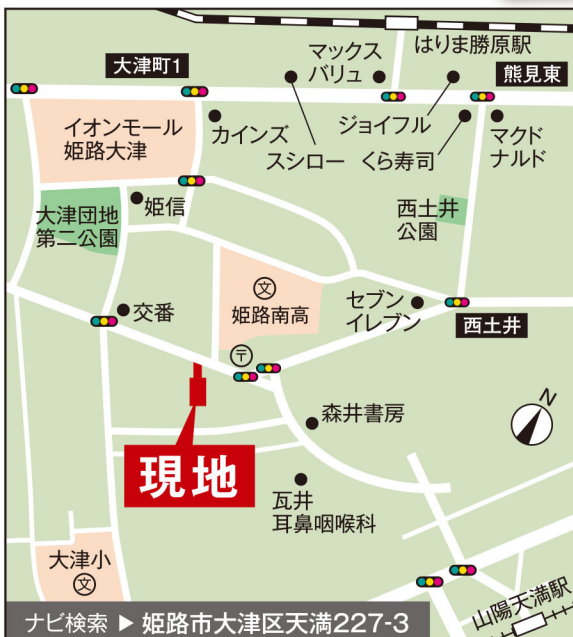 はりま勝原駅
マックス
バリュ
大津町1
熊見東
イオンモール
姫路大津
カインズ
スシロー
ジョイフル
くら寿司
マクド
ナルド
大津団地
第二公園
姫信
西土井
公園
文
姫路南高
セブン
イレブン
交番
西土井
〒
N
森井書房
現地
瓦井
耳鼻咽喉科
大津小
文
山陽天満駅
ナビ検索 ▶ 姫路市大津区天満227-3